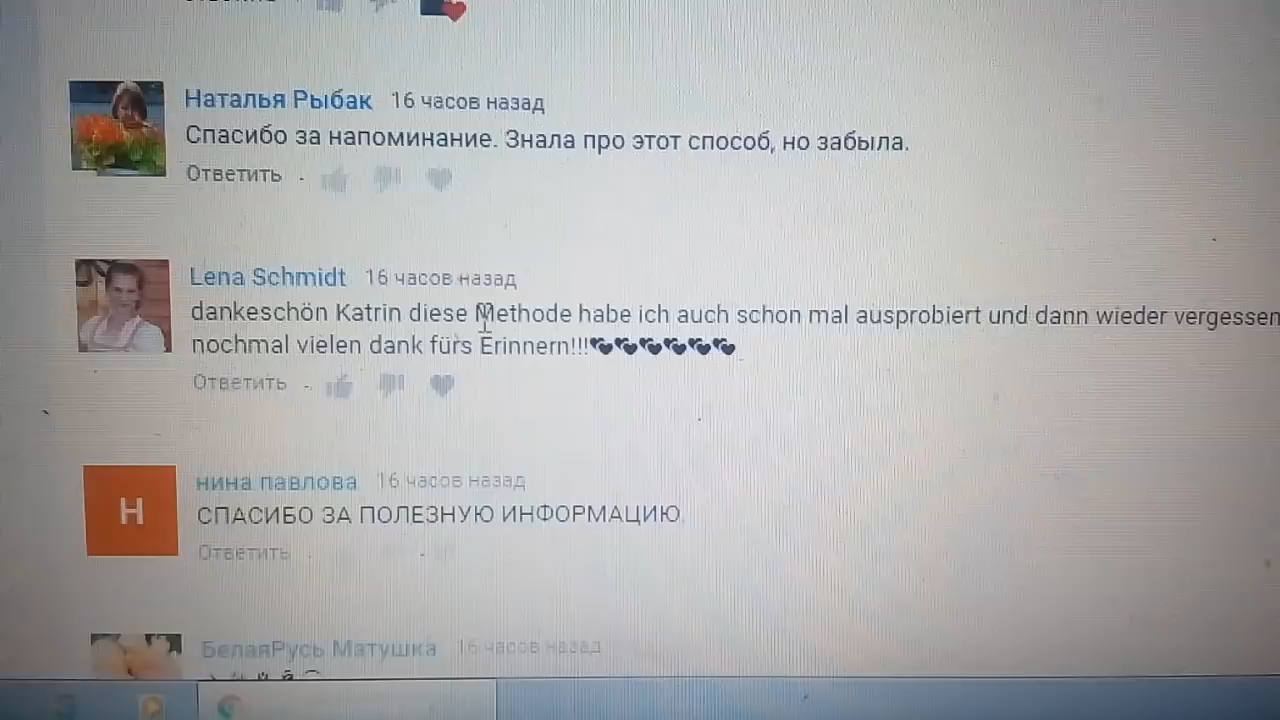 Наталья Рыбак 16 часов назад
Спасибо за напоминание. Знала про этот способ, но забыла.
Ответить
Lena Schmidt 16 часов назад
dankeschön Katrin diese Methode habe ich auch schon mal ausprobiert und dann wieder vergessen
nochmal vielen dank fürs Erinnern!!!💕💕💕💕💕💕
Ответить
Н
нина павлова 16 часов назад
СПАСИБО ЗА ПОЛЕЗНУЮ ИНФОРМАЦИЮ.
Ответить
БелаяРусь Матушка 16 часов назад